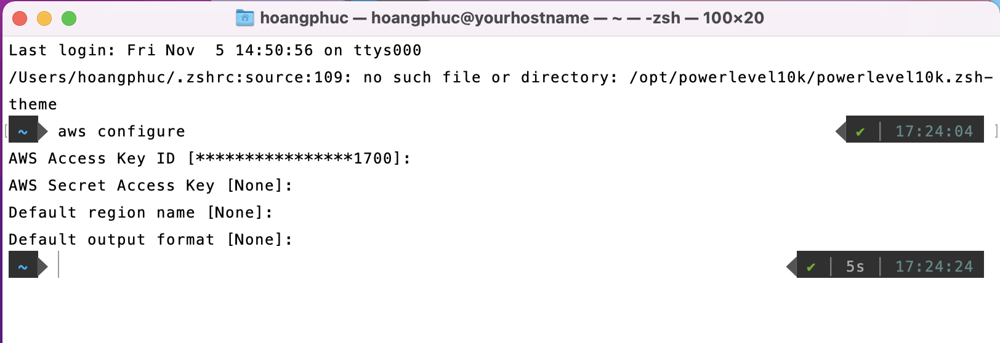 hoangphuc — hoangphuc@yourhostname — ~ — -zsh — 100×20
Last login: Fri Nov  5 14:50:56 on ttys000
/Users/hoangphuc/.zshrc:source:109: no such file or directory: /opt/powerlevel10k/powerlevel10k.zsh-
theme
[ ~ aws configure ✔ | 17:24:04 ]
AWS Access Key ID [****************1700]:
AWS Secret Access Key [None]:
Default region name [None]:
Default output format [None]:
~ ✔ | 5s | 17:24:24